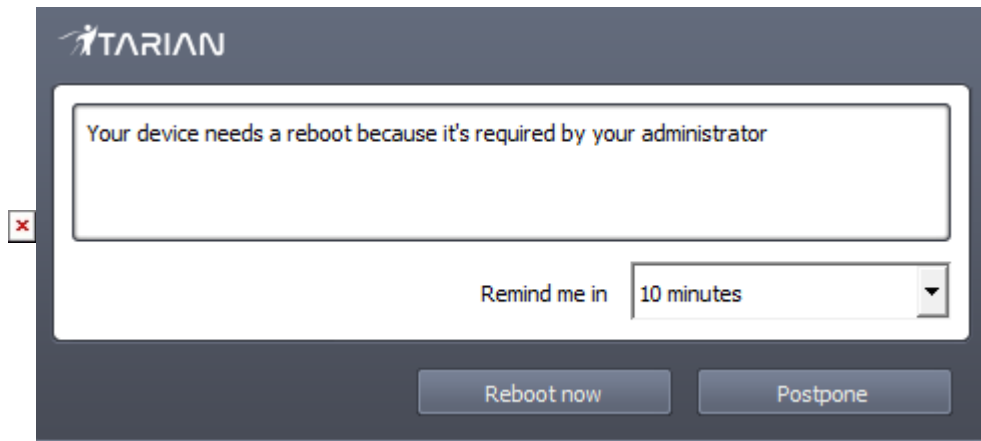 ITARIAN
Your device needs a reboot because it's required by your administrator
Remind me in 10 minutes
Reboot now Postpone